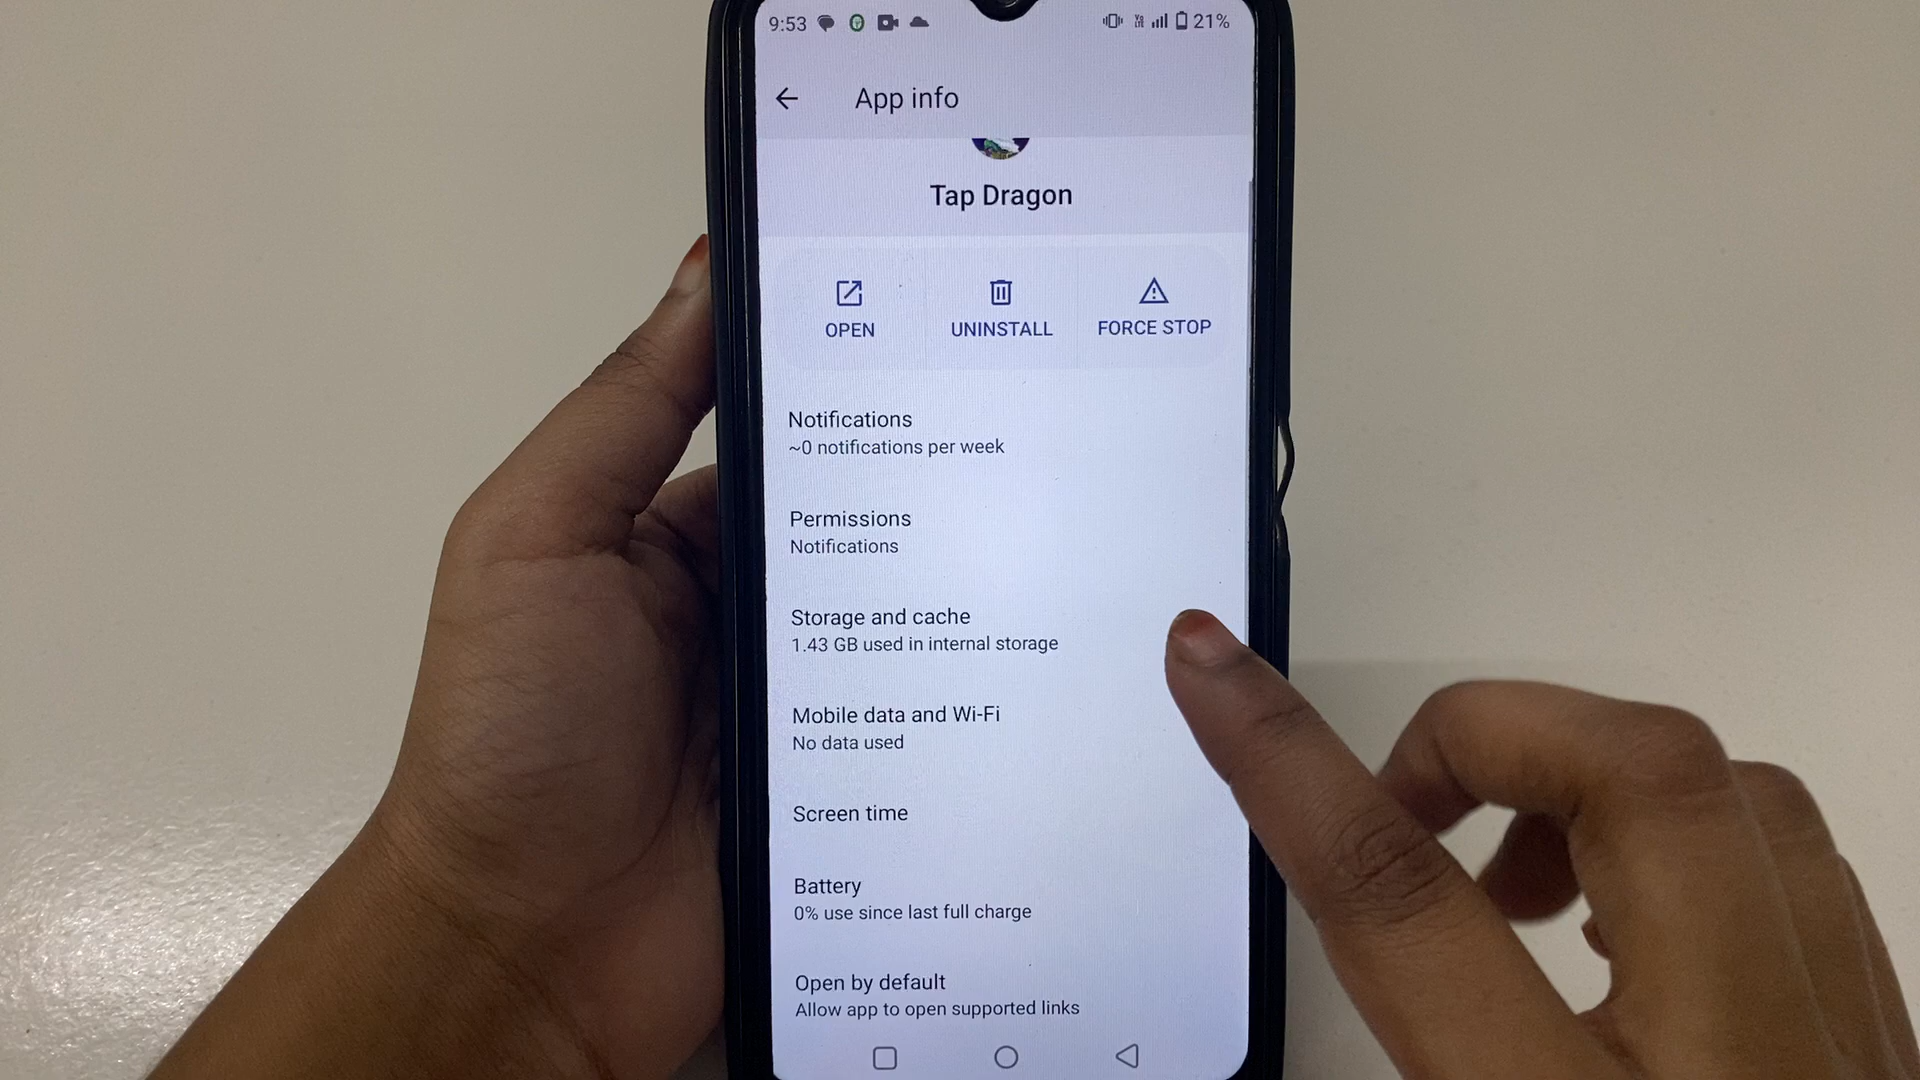 9:53 Vo LTE 21%
App info
Tap Dragon
OPEN UNINSTALL FORCE STOP
Notifications
~0 notifications per week
Permissions
Notifications
Storage and cache
1.43 GB used in internal storage
Mobile data and Wi-Fi
No data used
Screen time
Battery
0% use since last full charge
Open by default
Allow app to open supported links